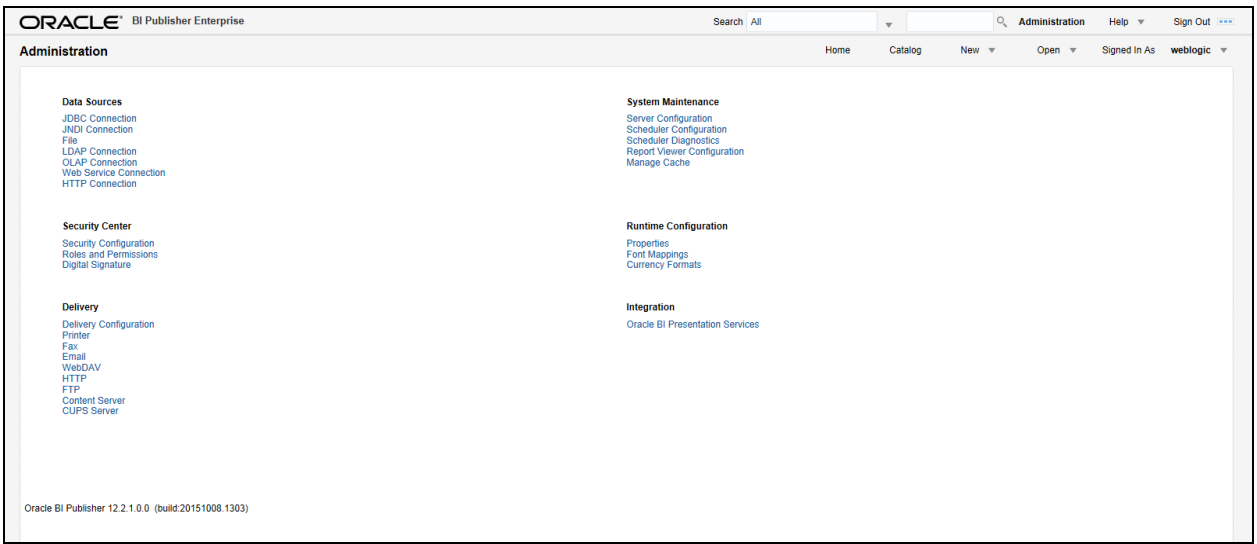 ORACLE® BI Publisher Enterprise Search All Administration Help Sign Out
Administration Home Catalog New Open Signed In As weblogic
Data Sources
JDBC Connection
JNDI Connection
File
LDAP Connection
OLAP Connection
Web Service Connection
HTTP Connection
System Maintenance
Server Configuration
Scheduler Configuration
Scheduler Diagnostics
Report Viewer Configuration
Manage Cache
Security Center
Security Configuration
Roles and Permissions
Digital Signature
Runtime Configuration
Properties
Font Mappings
Currency Formats
Delivery
Delivery Configuration
Printer
Fax
Email
WebDAV
HTTP
FTP
Content Server
CUPS Server
Integration
Oracle BI Presentation Services
Oracle BI Publisher 12.2.1.0.0 (build:20151008.1303)